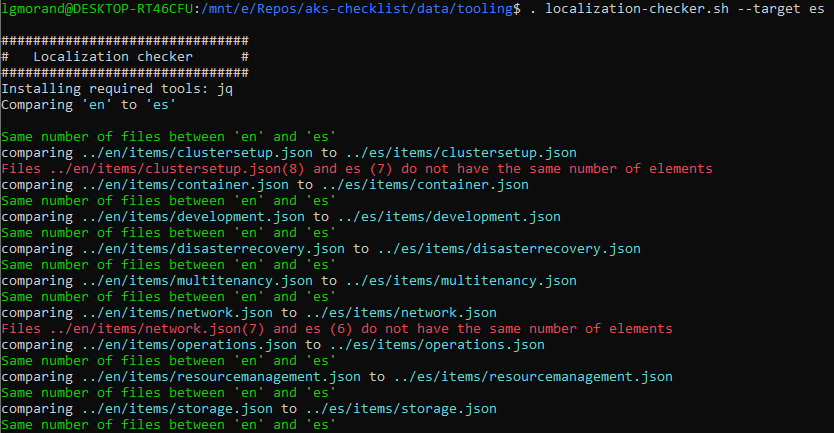 lgmorand@DESKTOP-RT46CFU:/mnt/e/Repos/aks-checklist/data/tooling$ . localization-checker.sh --target es
###############################
#   Localization checker      #
###############################
Installing required tools: jq
Comparing 'en' to 'es'
Same number of files between 'en' and 'es'
comparing ../en/items/clustersetup.json to ../es/items/clustersetup.json
Files ../en/items/clustersetup.json(8) and es (7) do not have the same number of elements
comparing ../en/items/container.json to ../es/items/container.json
Same number of files between 'en' and 'es'
comparing ../en/items/development.json to ../es/items/development.json
Same number of files between 'en' and 'es'
comparing ../en/items/disasterrecovery.json to ../es/items/disasterrecovery.json
Same number of files between 'en' and 'es'
comparing ../en/items/multitenancy.json to ../es/items/multitenancy.json
Same number of files between 'en' and 'es'
comparing ../en/items/network.json to ../es/items/network.json
Files ../en/items/network.json(7) and es (6) do not have the same number of elements
comparing ../en/items/operations.json to ../es/items/operations.json
Same number of files between 'en' and 'es'
comparing ../en/items/resourcemanagement.json to ../es/items/resourcemanagement.json
Same number of files between 'en' and 'es'
comparing ../en/items/storage.json to ../es/items/storage.json
Same number of files between 'en' and 'es'